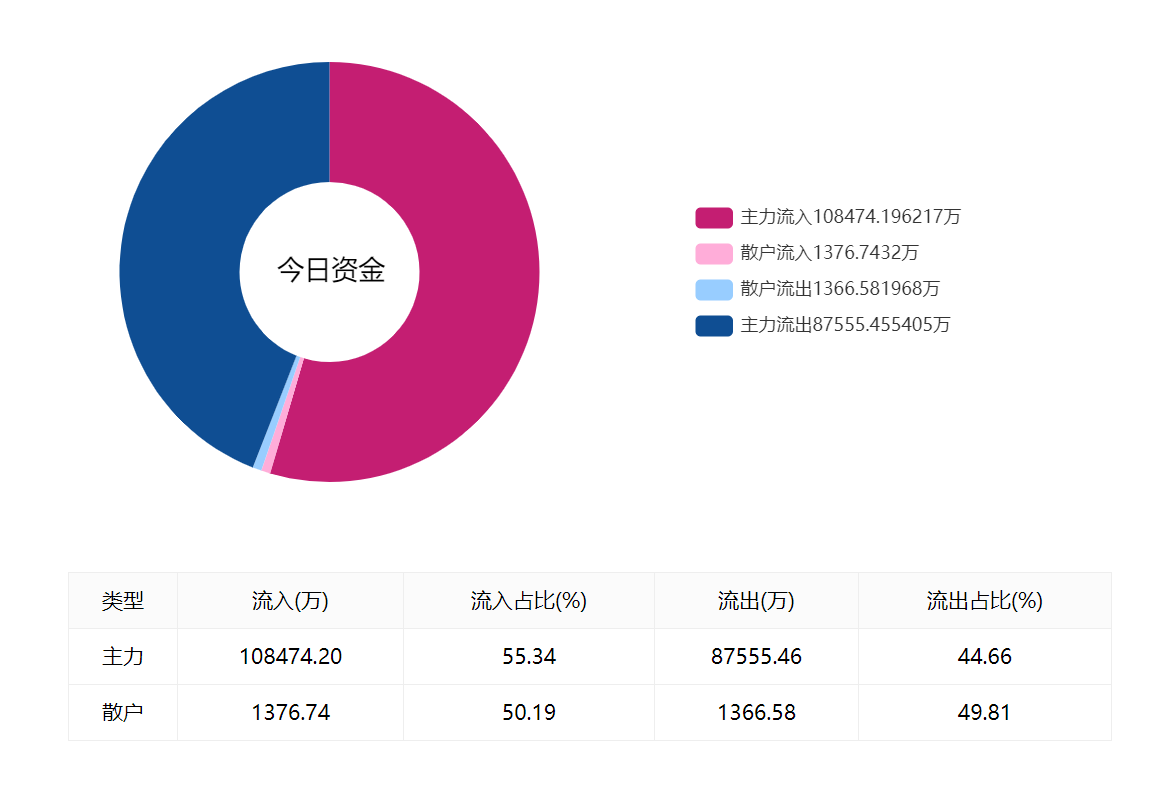 今日资金
主力流入108474.196217万
散户流入1376.7432万
散户流出1366.581968万
主力流出87555.455405万
类型 流入(万) 流入占比(%) 流出(万) 流出占比(%)
主力 108474.20 55.34 87555.46 44.66
散户 1376.74 50.19 1366.58 49.81